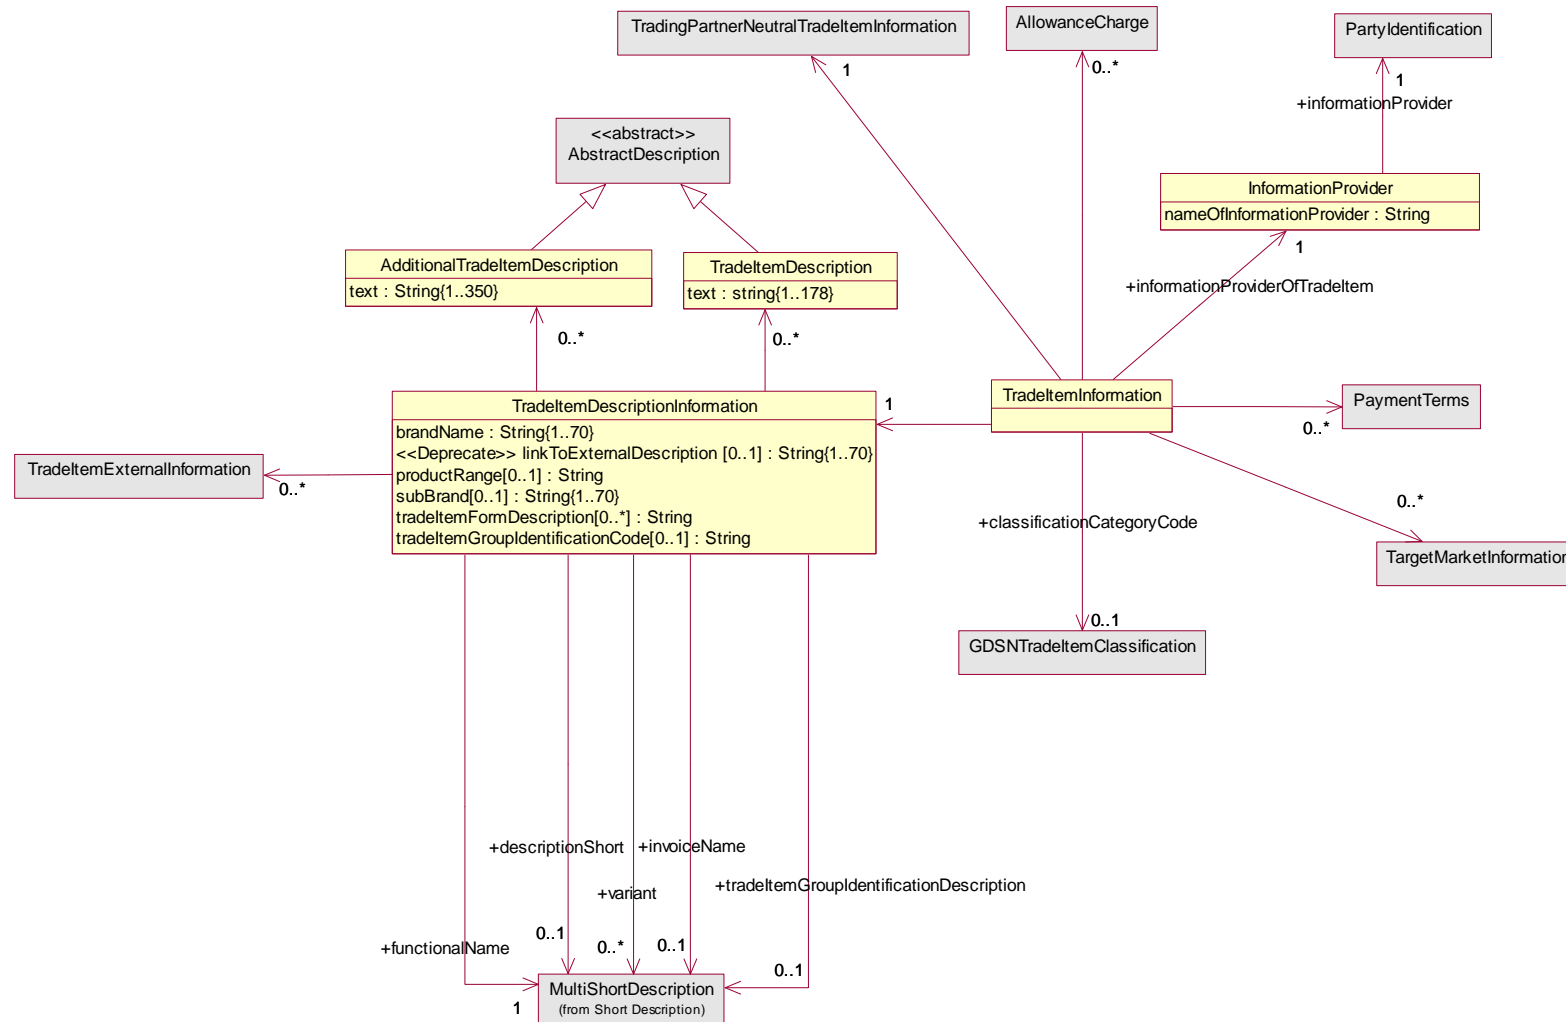 TradingPartnerNeutralTradeItemInformation
1
AllowanceCharge
0..*
PartyIdentification
1
+informationProvider
<<abstract>>
AbstractDescription
InformationProvider
nameOfInformationProvider : String
1
+informationProviderOfTradeItem
AdditionalTradeItemDescription
text : String{1..350}
0..*
TradeItemDescription
text : string{1..178}
0..*
TradeItemInformation
1
PaymentTerms
0..*
TradeItemDescriptionInformation
brandName : String{1..70}
<<Deprecate>> linkToExternalDescription [0..1] : String{1..70}
productRange[0..1] : String
subBrand[0..1] : String{1..70}
tradeItemFormDescription[0..*] : String
tradeItemGroupIdentificationCode[0..1] : String
TradeItemExternalInformation
0..*
+classificationCategoryCode
0..*
TargetMarketInformation
0..1
GDSNTradeItemClassification
+descriptionShort
+invoiceName
+variant
+tradeItemGroupIdentificationDescription
+functionalName
0..1
0..*
0..1
0..1
1
MultiShortDescription
(from Short Description)